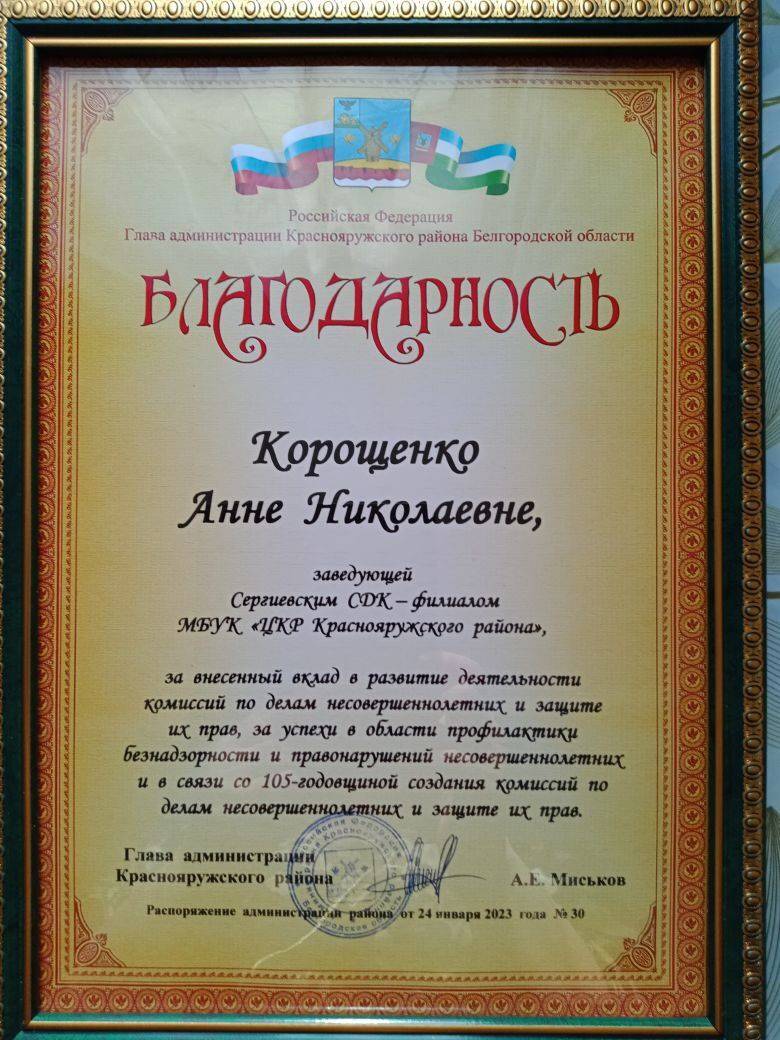 Российская Федерация
Глава администрации Краснояружского района Белгородской области
БЛАГОДАРНОСТЬ
Корощенко
Анне Николаевне,
заведующей
Сергиевским СДК – филиалом
МБУК «ЦКР Краснояружского района»,
за внесенный вклад в развитие деятельности
комиссий по делам несовершеннолетних и защите
их прав, за успехи в области профилактики
безнадзорности и правонарушений несовершеннолетних
и в связи со 105-годовщиной создания комиссий по
делам несовершеннолетних и защите их прав.
Глава администрации
Краснояружского района
А.Е. Миськов
Распоряжение администрации района от 24 января 2023 года № 30